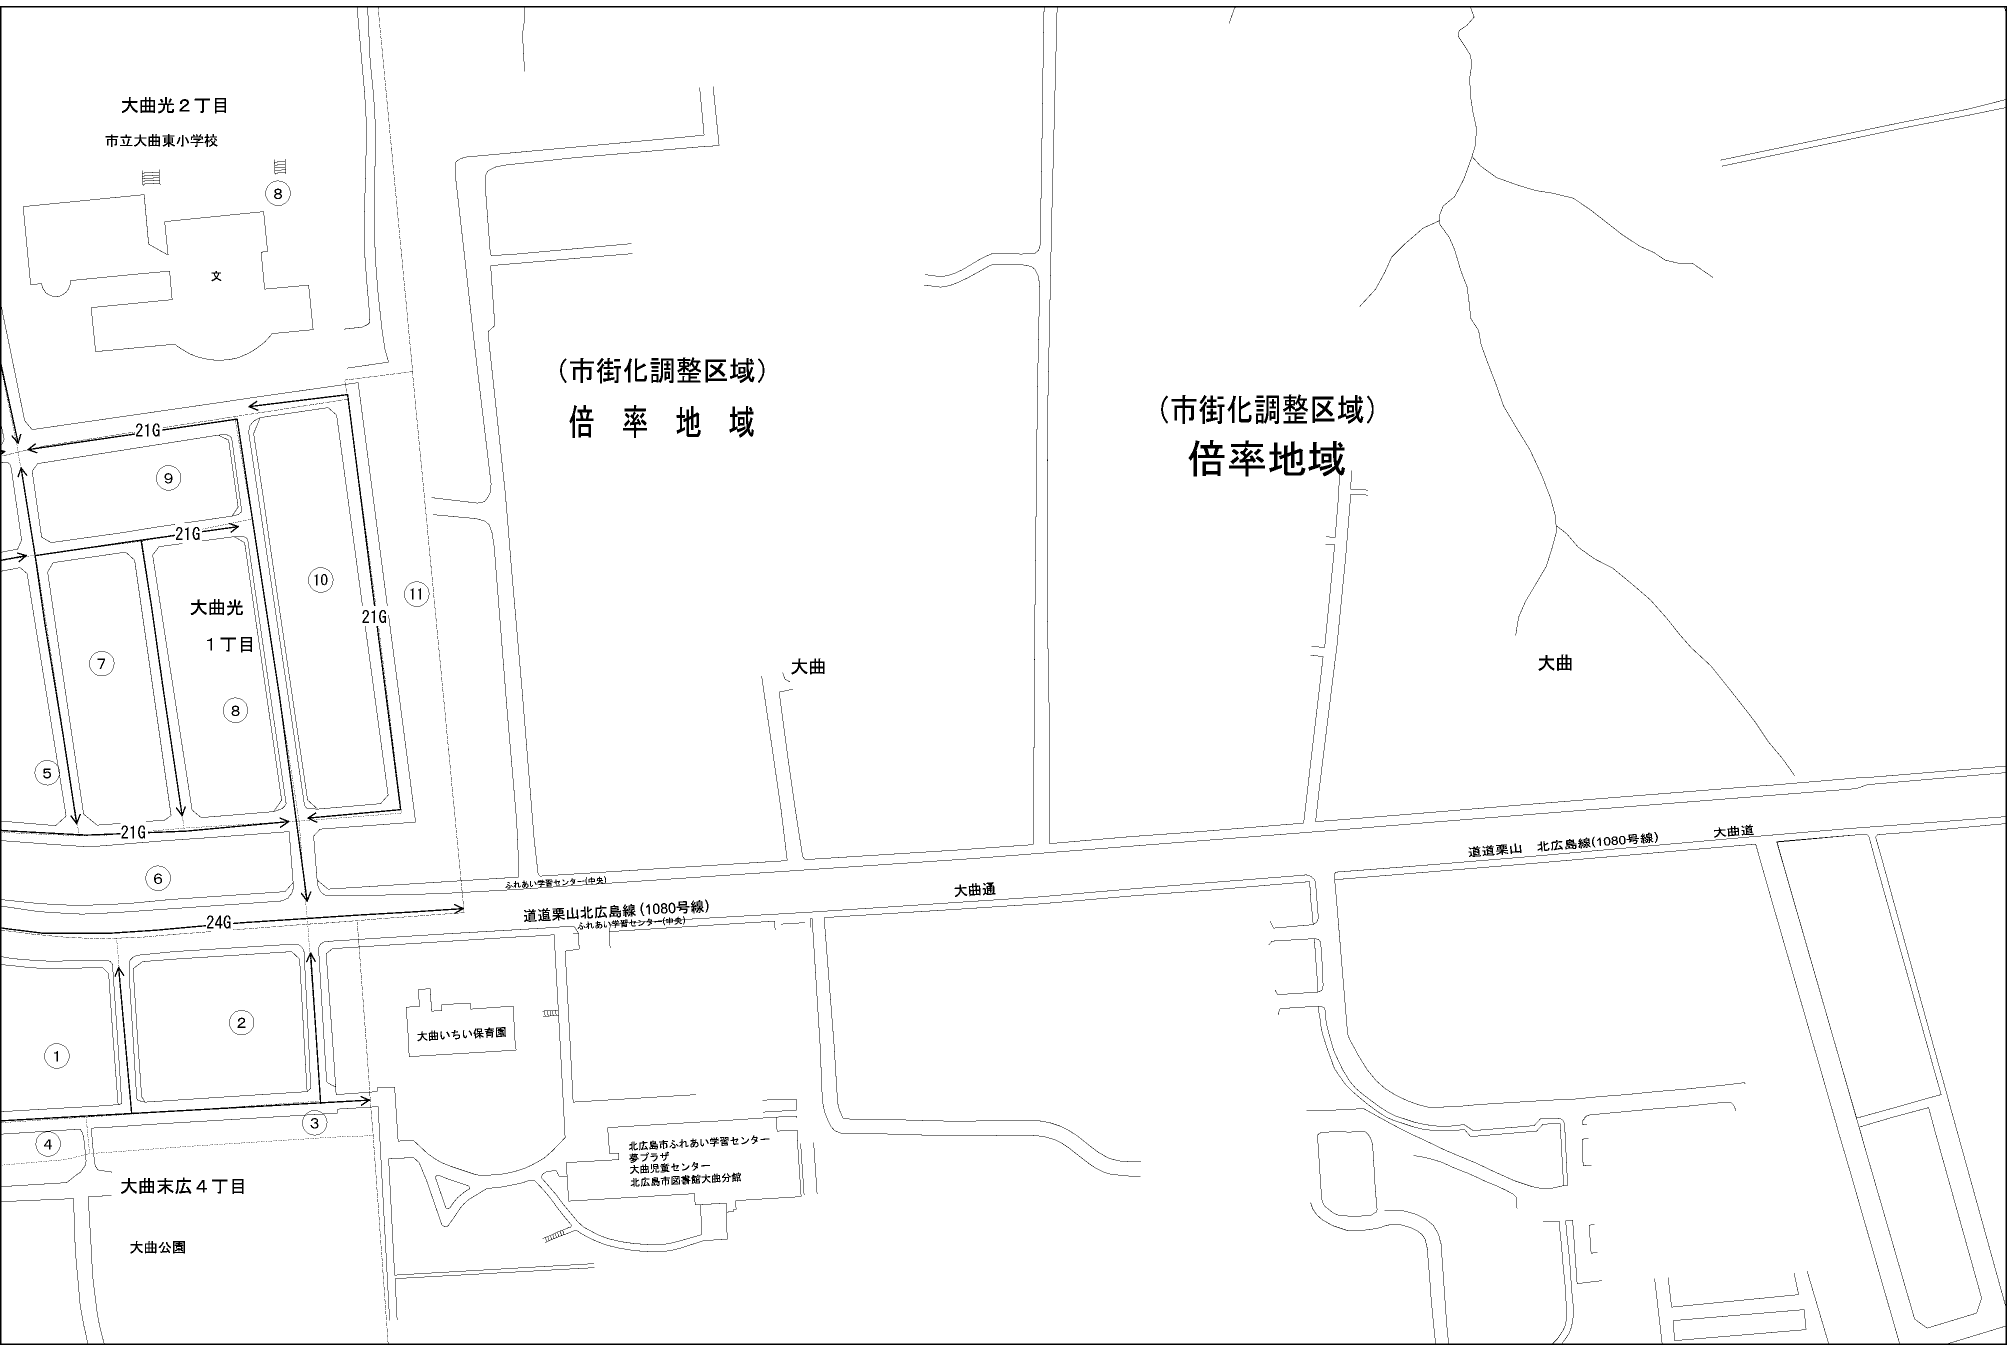 大曲光２丁目
市立大曲東小学校
⑧
文
（市街化調整区域）
倍率地域
（市街化調整区域）
倍率地域
21G
⑨
21G
⑩
⑪
大曲光
１丁目
21G
⑦
大曲
大曲
⑧
⑤
21G
⑥
大曲道
道道栗山　北広島線(1080号線)
ふれあい学習センター(中央)
大曲通
道道栗山北広島線(1080号線)
ふれあい学習センター(中央)
24G
②
①
大曲いちい保育園
③
④
北広島市ふれあい学習センター
夢プラザ
大曲児童センター
北広島市図書館大曲分館
大曲末広４丁目
大曲公園